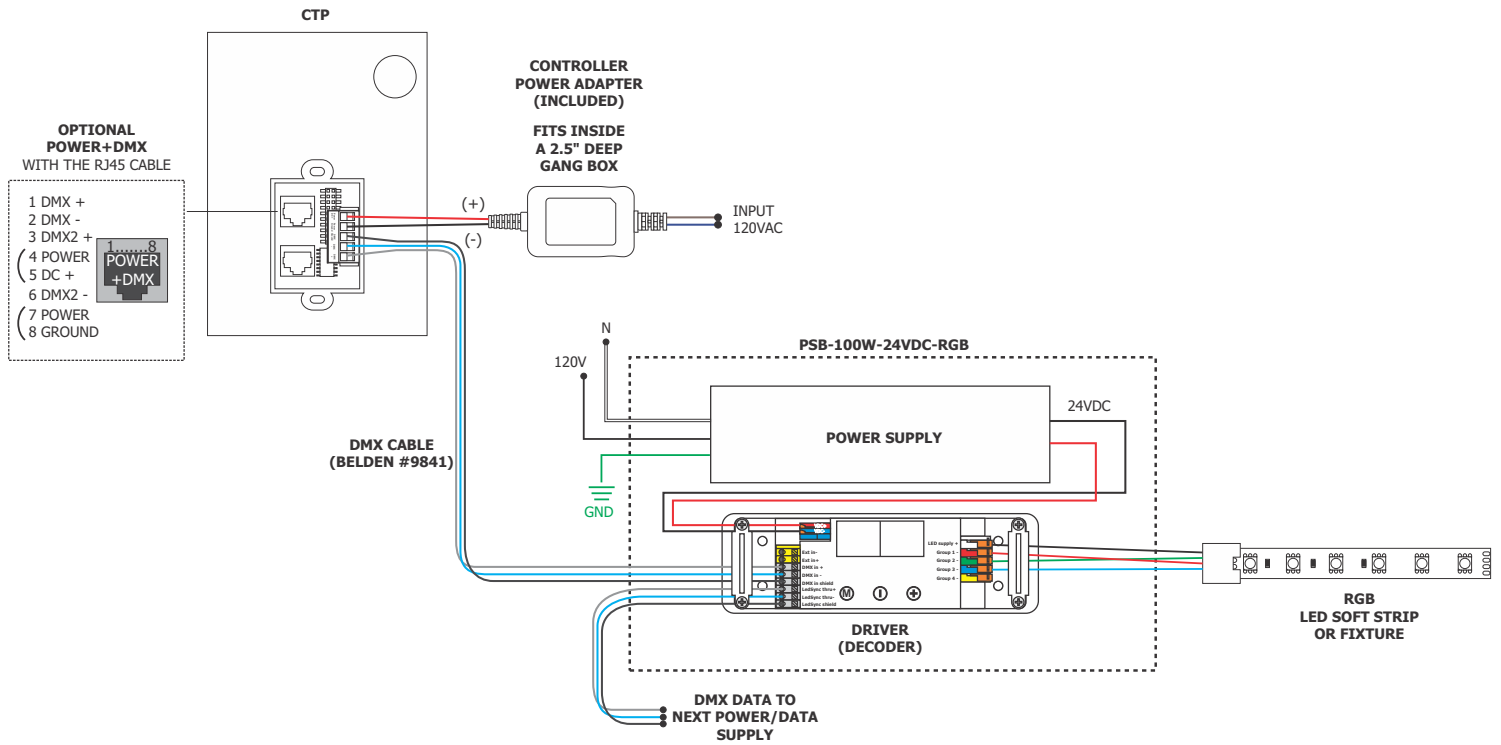 CTP
CONTROLLER
POWER ADAPTER
(INCLUDED)
FITS INSIDE
A 2.5" DEEP
GANG BOX
OPTIONAL
POWER+DMX
WITH THE RJ45 CABLE
1 DMX +
2 DMX -
3 DMX2 +
4 POWER
5 DC +
6 DMX2 -
7 POWER
8 GROUND
1......8
POWER
+DMX
(+)
(-)
INPUT
120VAC
N
120V
PSB-100W-24VDC-RGB
24VDC
POWER SUPPLY
DMX CABLE
(BELDEN #9841)
GND
Ext in-
Ext in+
DMX in +
DMX in -
DMX in shield
LedSync thru+
LedSync thru-
LedSync shield
M
LED supply +
Group 1 -
Group 2 -
Group 3 -
Group 4 -
DRIVER
(DECODER)
RGB
LED SOFT STRIP
OR FIXTURE
DMX DATA TO
NEXT POWER/DATA
SUPPLY